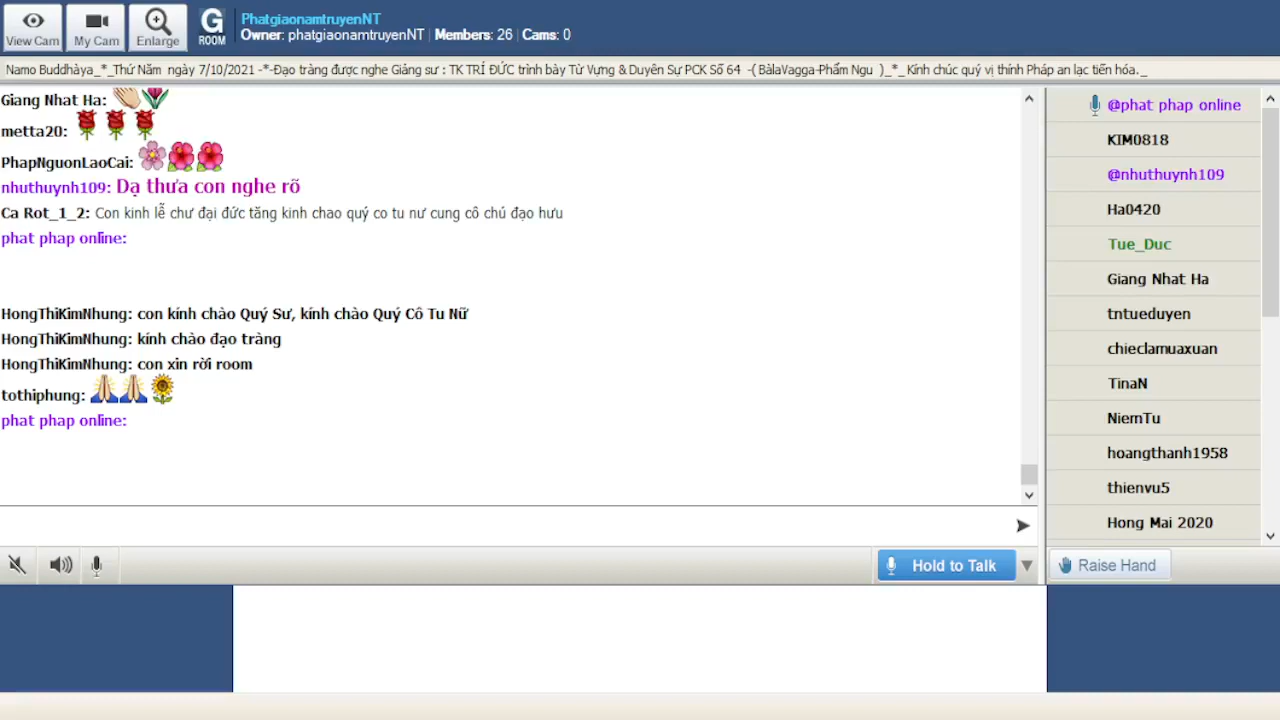 View Cam
My Cam
Enlarge
G
ROOM
PhatgiaonamtruyenNT
Owner: phatgiaonamtruyenNT | Members: 26 | Cams: 0
Namo Buddhàya_*_Thứ Năm ngày 7/10/2021 -*-Đạo tràng được nghe Giảng sư : TK TRÍ ĐỨC trình bày Từ Vựng & Duyên Sự PCK Số 64 -( BàlaVagga-Phẩm Ngu )_*_ Kính chúc quý vị thính Pháp an lạc tiến hóa._
Giang Nhat Ha:
metta20:
PhapNguonLaoCai:
nhuthuynh109: Dạ thưa con nghe rõ
Ca Rot_1_2: Con kinh lễ chư đại đức tăng kinh chao quý co tu nư cung cô chú đạo hưu
phat phap online:
HongThiKimNhung: con kính chào Quý Sư, kính chào Quý Cô Tu Nữ
HongThiKimNhung: kính chào đạo tràng
HongThiKimNhung: con xin rời room
tothiphung:
phat phap online:
@phat phap online
KIM0818
@nhuthuynh109
Ha0420
Tue_Duc
Giang Nhat Ha
tntueduyen
chieclamuaxuan
TinaN
NiemTu
hoangthanh1958
thienvu5
Hong Mai 2020
Hold to Talk
Raise Hand